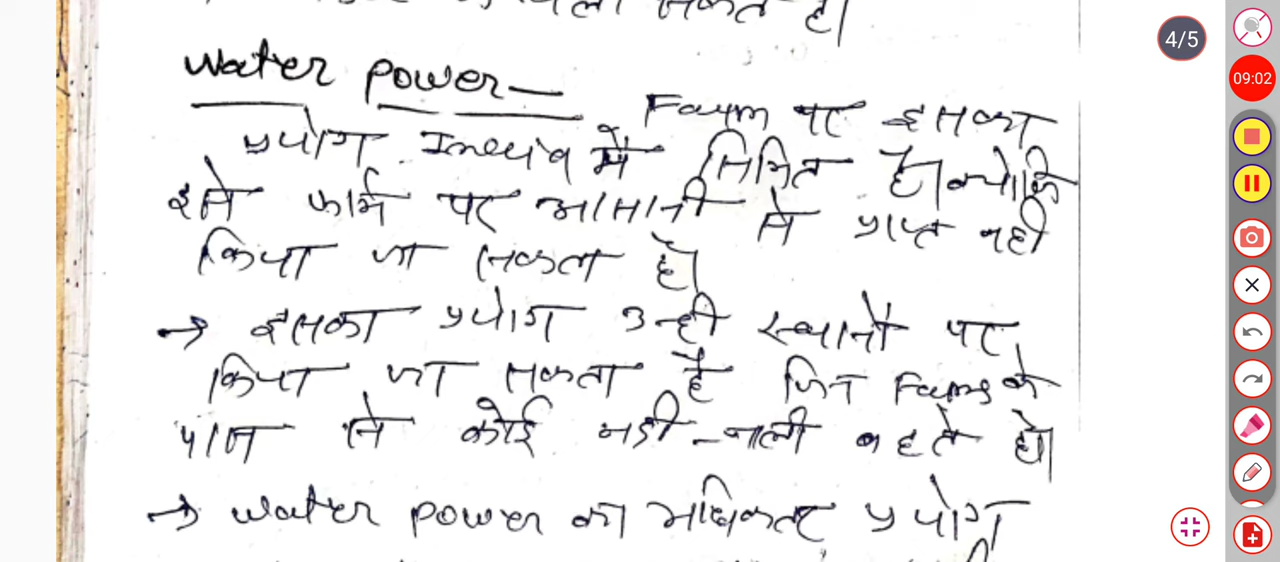 सकते है।
Water Power —
Farm पर इसका
प्रयोग India में सिमित है। क्योकि
इसे फार्म पर आसानी से प्राप्त नही
किया जा सकता है।
→ इसका प्रयोग उन्ही स्थानों पर
किया जा सकता है जिन Farms के
पास से कोई नदी-नाली बहते हो।
→ Water power का अधिकतर प्रयोग
4/5
09:02